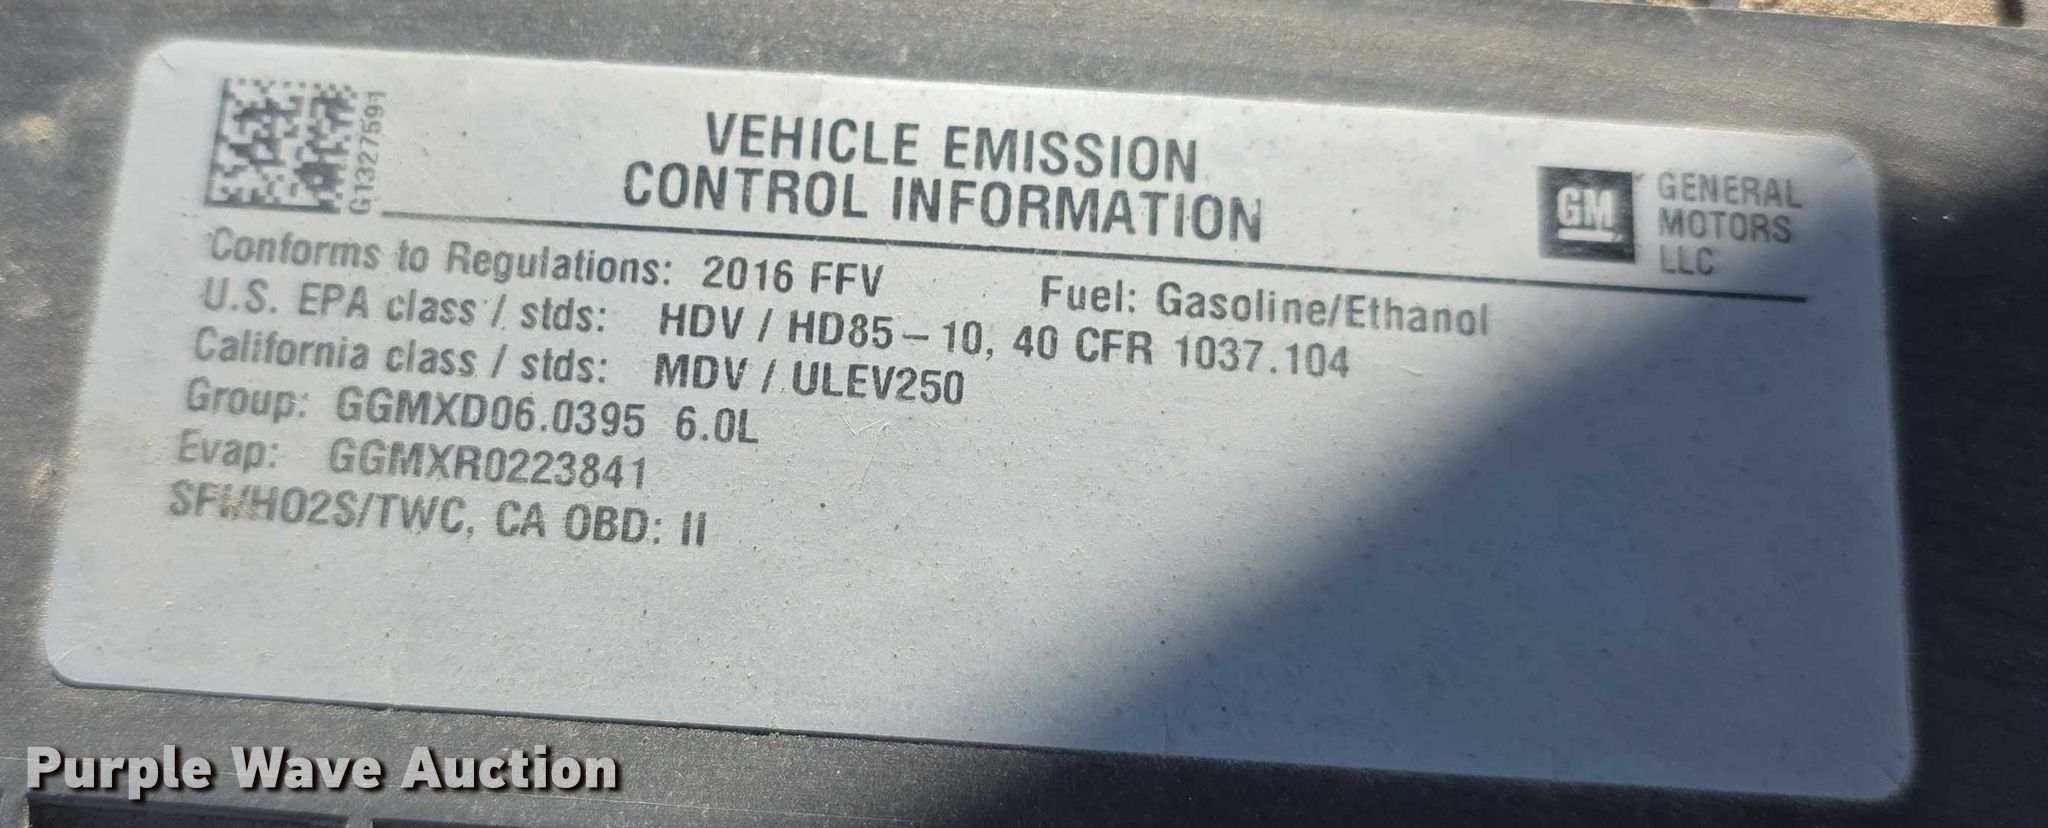 G1327591
VEHICLE EMISSION
CONTROL INFORMATION
GM
GENERAL
MOTORS
LLC
Conforms to Regulations: 2016 FFV Fuel: Gasoline/Ethanol
U.S. EPA class / stds: HDV / HD85-10, 40 CFR 1037.104
California class / stds: MDV / ULEV250
Group: GGMXD06.0395 6.0L
Evap: GGMXR0223841
SFI/HO2S/TWC, CA OBD: II
Purple Wave Auction